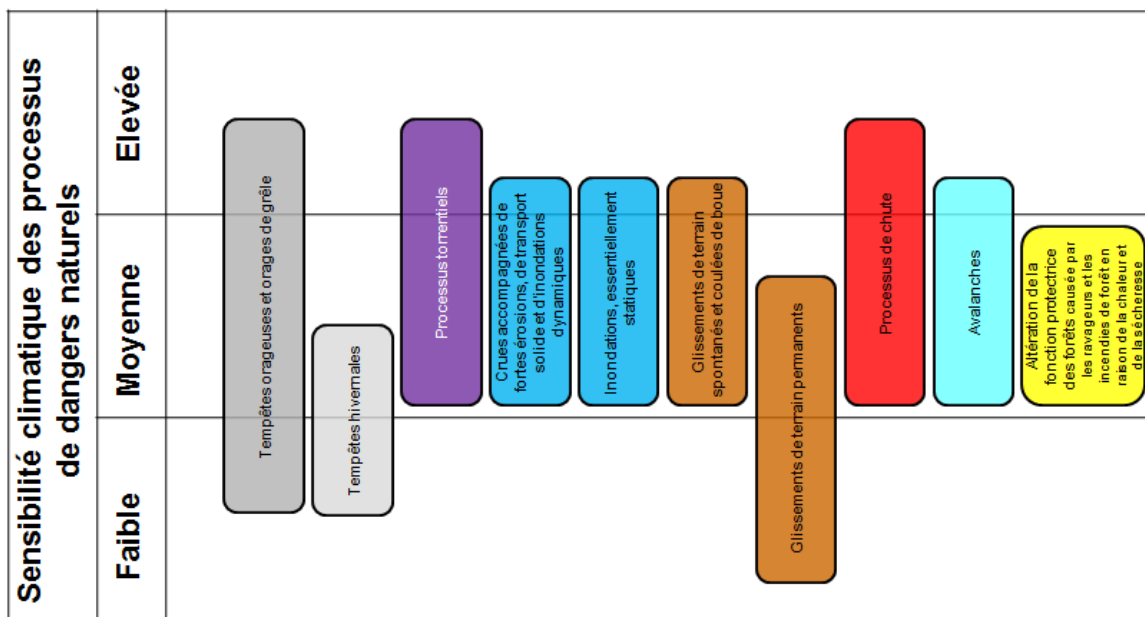 Sensibilité climatique des processus
de dangers naturels
Faible
Moyenne
Elevée
Tempêtes orageuses et orages de grêle
Tempêtes hivernales
Processus torrentiels
Crues accompagnées de
fortes érosions, de transport
solide et d'inondations
dynamiques
Inondations, essentiellement
statiques
Glissements de terrain
spontanés et coulées de boue
Glissements de terrain permanents
Processus de chute
Avalanches
Altération de la
fonction protectrice
des forêts causée par
les ravageurs et les
incendies de forêt en
raison de la chaleur et
de la sécheresse